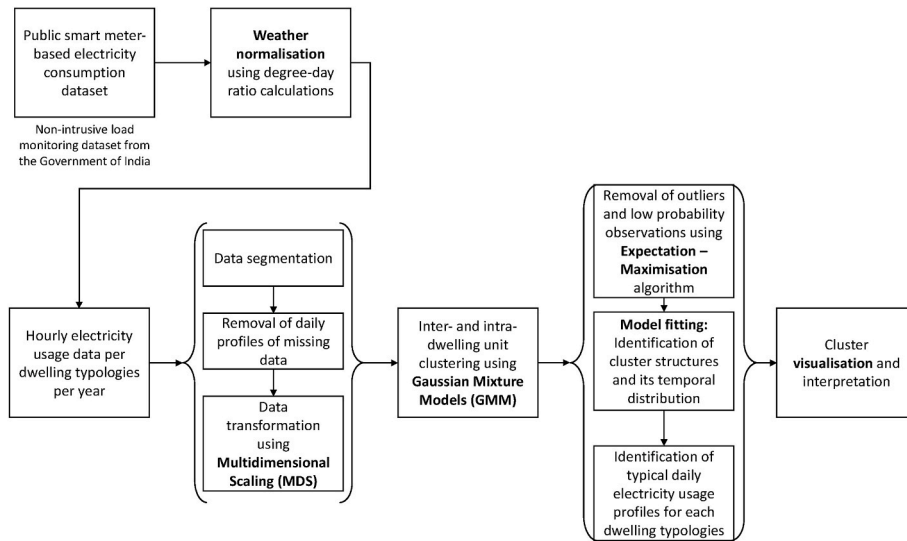 Public smart meter-
based electricity
consumption
dataset
Non-intrusive load
monitoring dataset from
the Government of India
Weather
normalisation
using degree-day
ratio calculations
Hourly electricity
usage data per
dwelling typologies
per year
Data segmentation
Removal of daily
profiles of missing
data
Data
transformation
using
Multidimensional
Scaling (MDS)
Inter- and intra-
dwelling unit
clustering using
Gaussian Mixture
Models (GMM)
Removal of outliers
and low probability
observations using
Expectation –
Maximisation
algorithm
Model fitting:
Identification of
cluster structures
and its temporal
distribution
Identification of
typical daily
electricity usage
profiles for each
dwelling typologies
Cluster
visualisation and
interpretation